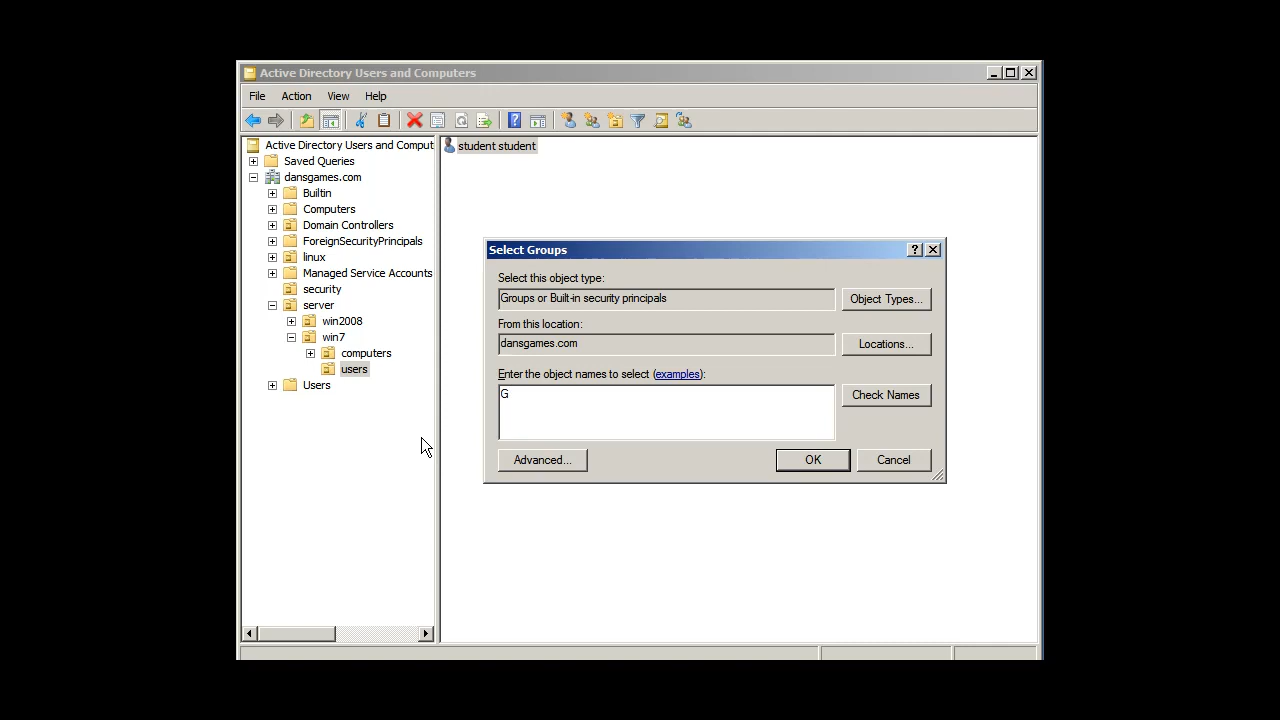 Active Directory Users and Computers
File Action View Help
Active Directory Users and Comput
Saved Queries
dansgames.com
Builtin
Computers
Domain Controllers
ForeignSecurityPrincipals
linux
Managed Service Accounts
security
server
win2008
win7
computers
users
Users
student student
Select Groups
Select this object type:
Groups or Built-in security principals
Object Types...
From this location:
dansgames.com
Locations...
Enter the object names to select (examples):
G
Check Names
Advanced...
OK
Cancel